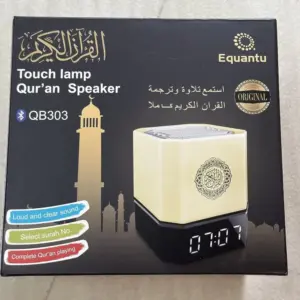 القرآن الكريم
Touch lamp
Qur'an Speaker
QB303
Equantu
استمع تلاوة وترجمة
القرآن الكريم كاملا
ORIGINAL
Loud and clear sound
Select surah No.
Complete Qur'an playing
07:07